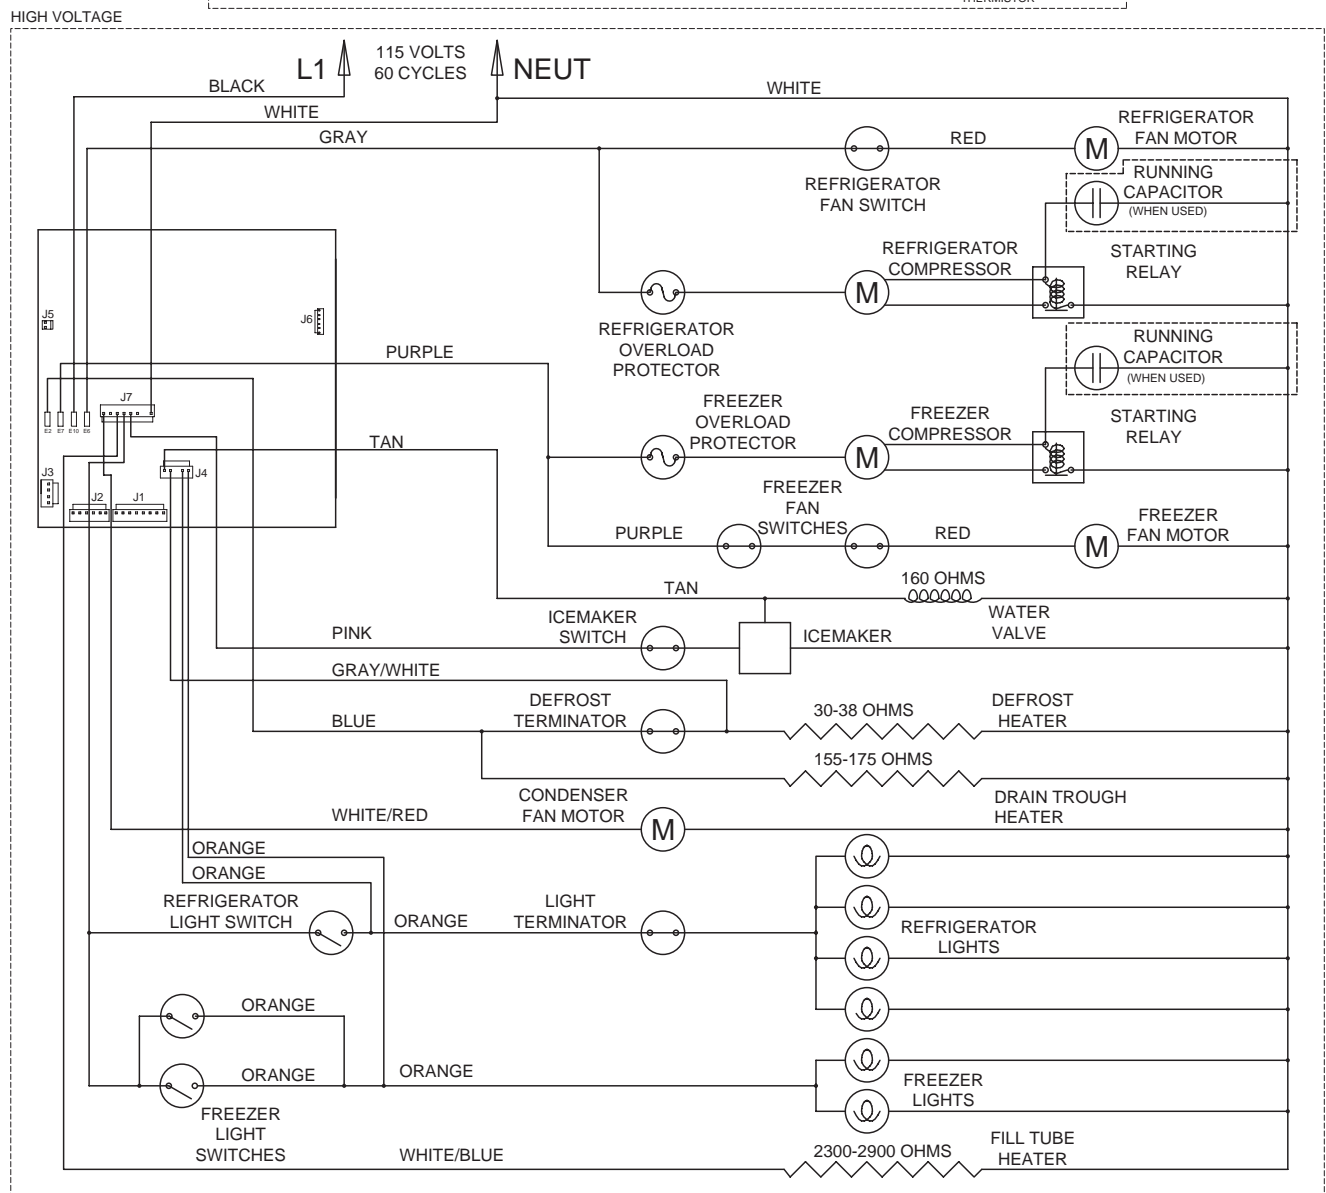 THERMISTOR
HIGH VOLTAGE
L1
115 VOLTS
60 CYCLES
NEUT
BLACK
WHITE
WHITE
GRAY
RED
REFRIGERATOR
FAN MOTOR
M
REFRIGERATOR
FAN SWITCH
RUNNING
CAPACITOR
(WHEN USED)
REFRIGERATOR
COMPRESSOR
STARTING
RELAY
M
J5
J6
REFRIGERATOR
OVERLOAD
PROTECTOR
PURPLE
RUNNING
CAPACITOR
(WHEN USED)
J7
E2
E7
E10
E6
FREEZER
OVERLOAD
PROTECTOR
FREEZER
COMPRESSOR
STARTING
RELAY
TAN
M
J3
J4
J2
J1
FREEZER
FAN
SWITCHES
PURPLE
RED
M
FREEZER
FAN MOTOR
TAN
160 OHMS
WATER
VALVE
ICEMAKER
SWITCH
PINK
ICEMAKER
GRAY/WHITE
DEFROST
TERMINATOR
BLUE
30-38 OHMS
DEFROST
HEATER
155-175 OHMS
CONDENSER
FAN MOTOR
DRAIN TROUGH
HEATER
WHITE/RED
M
ORANGE
ORANGE
REFRIGERATOR
LIGHT SWITCH
ORANGE
LIGHT
TERMINATOR
REFRIGERATOR
LIGHTS
ORANGE
ORANGE
ORANGE
FREEZER
LIGHTS
FREEZER
LIGHT
SWITCHES
WHITE/BLUE
2300-2900 OHMS
FILL TUBE
HEATER